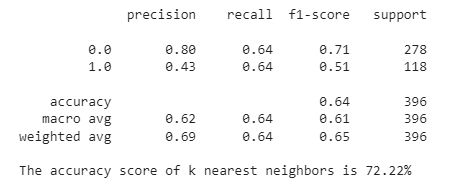 precision recall f1-score support
0.0 0.80 0.64 0.71 278
1.0 0.43 0.64 0.51 118
accuracy 0.64 396
macro avg 0.62 0.64 0.61 396
weighted avg 0.69 0.64 0.65 396
The accuracy score of k nearest neighbors is 72.22%